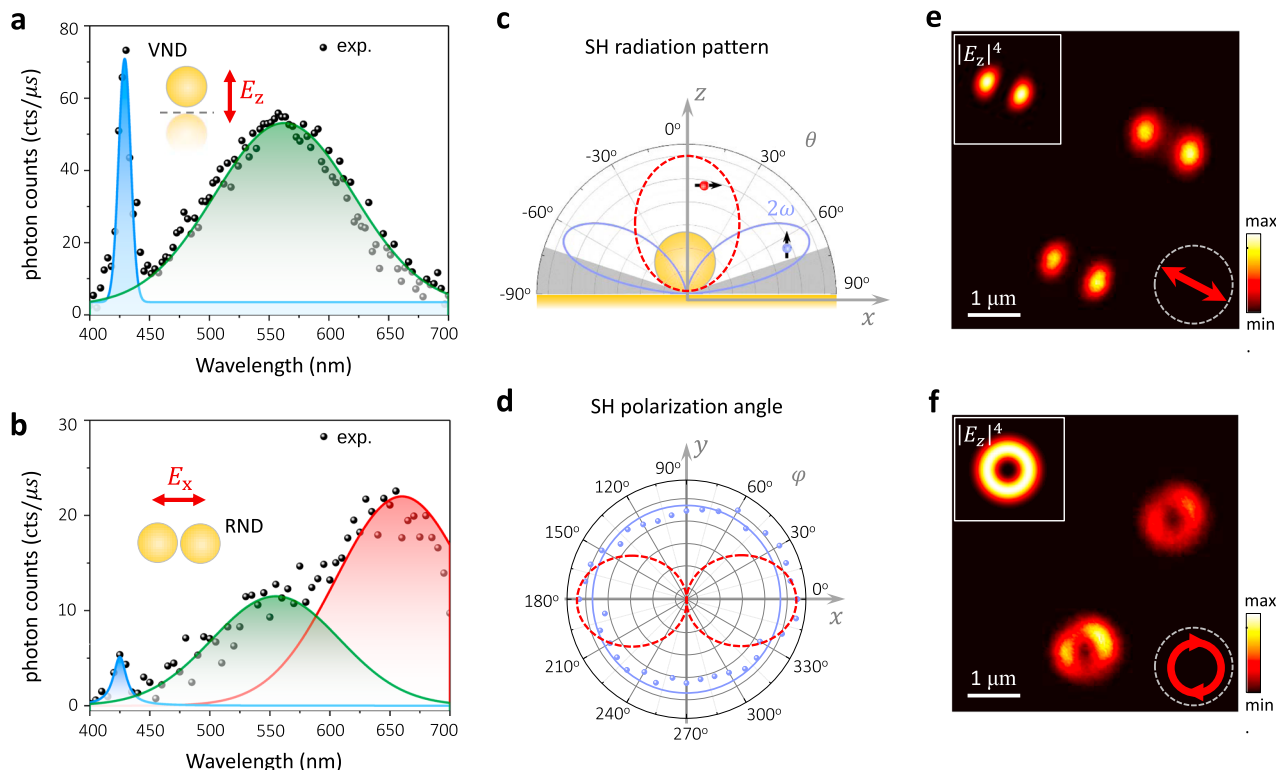 a
80
60
40
20
0
photon counts (cts/μs)
VND
exp.
E_z
400 450 500 550 600 650 700
Wavelength (nm)
b
30
20
10
0
photon counts (cts/μs)
exp.
E_x
RND
400 450 500 550 600 650 700
Wavelength (nm)
c
SH radiation pattern
z
0°
-30° 30°
θ
-60° 60°
2ω
-90° 90°
x
d
SH polarization angle
y
90°
φ
120° 60°
150° 30°
180° 0°
x
210° 330°
240° 300°
270°
e
|E_z|⁴
1 μm
max
min
.
f
|E_z|⁴
1 μm
max
min
.